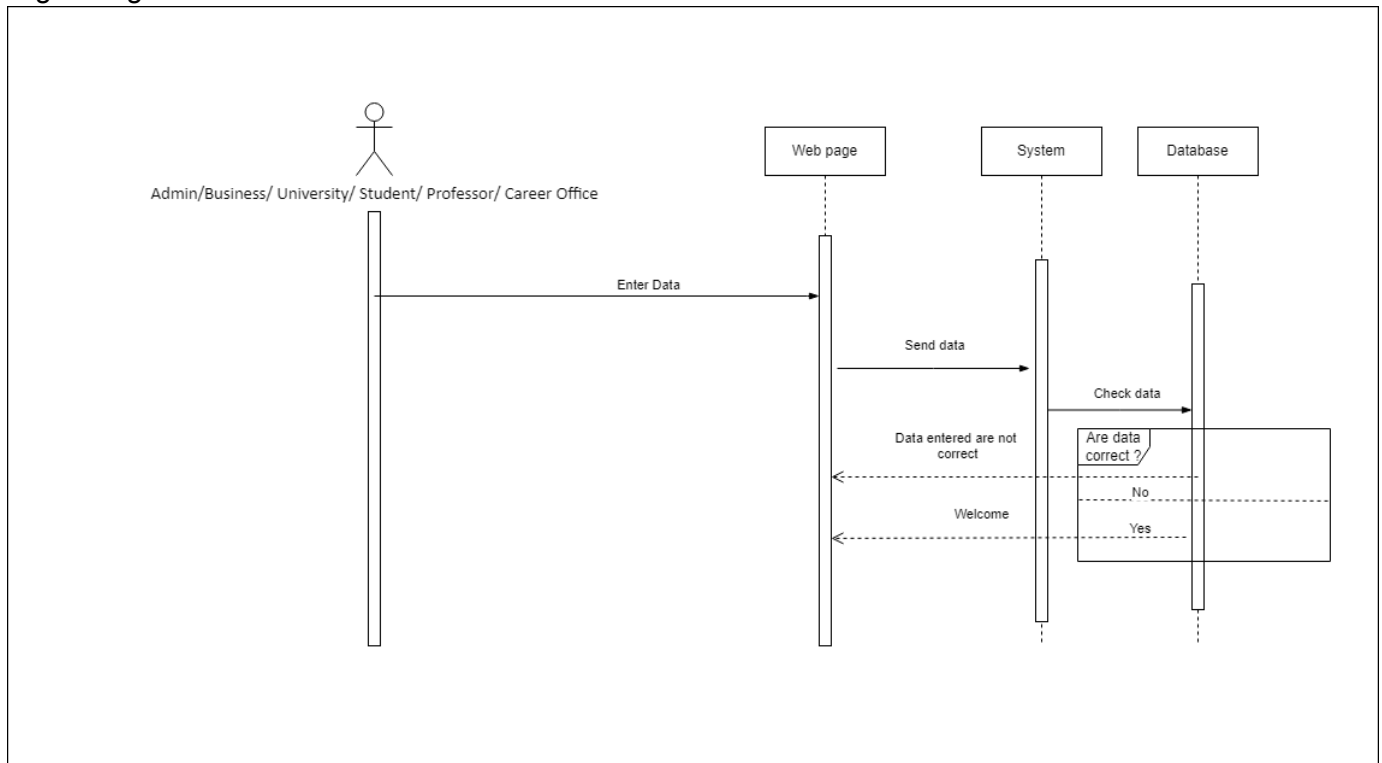 Web page
System
Database
Admin/Business/ University/ Student/ Professor/ Career Office
Enter Data
Send data
Check data
Data entered are not
correct
Are data
correct ?
No
Welcome
Yes